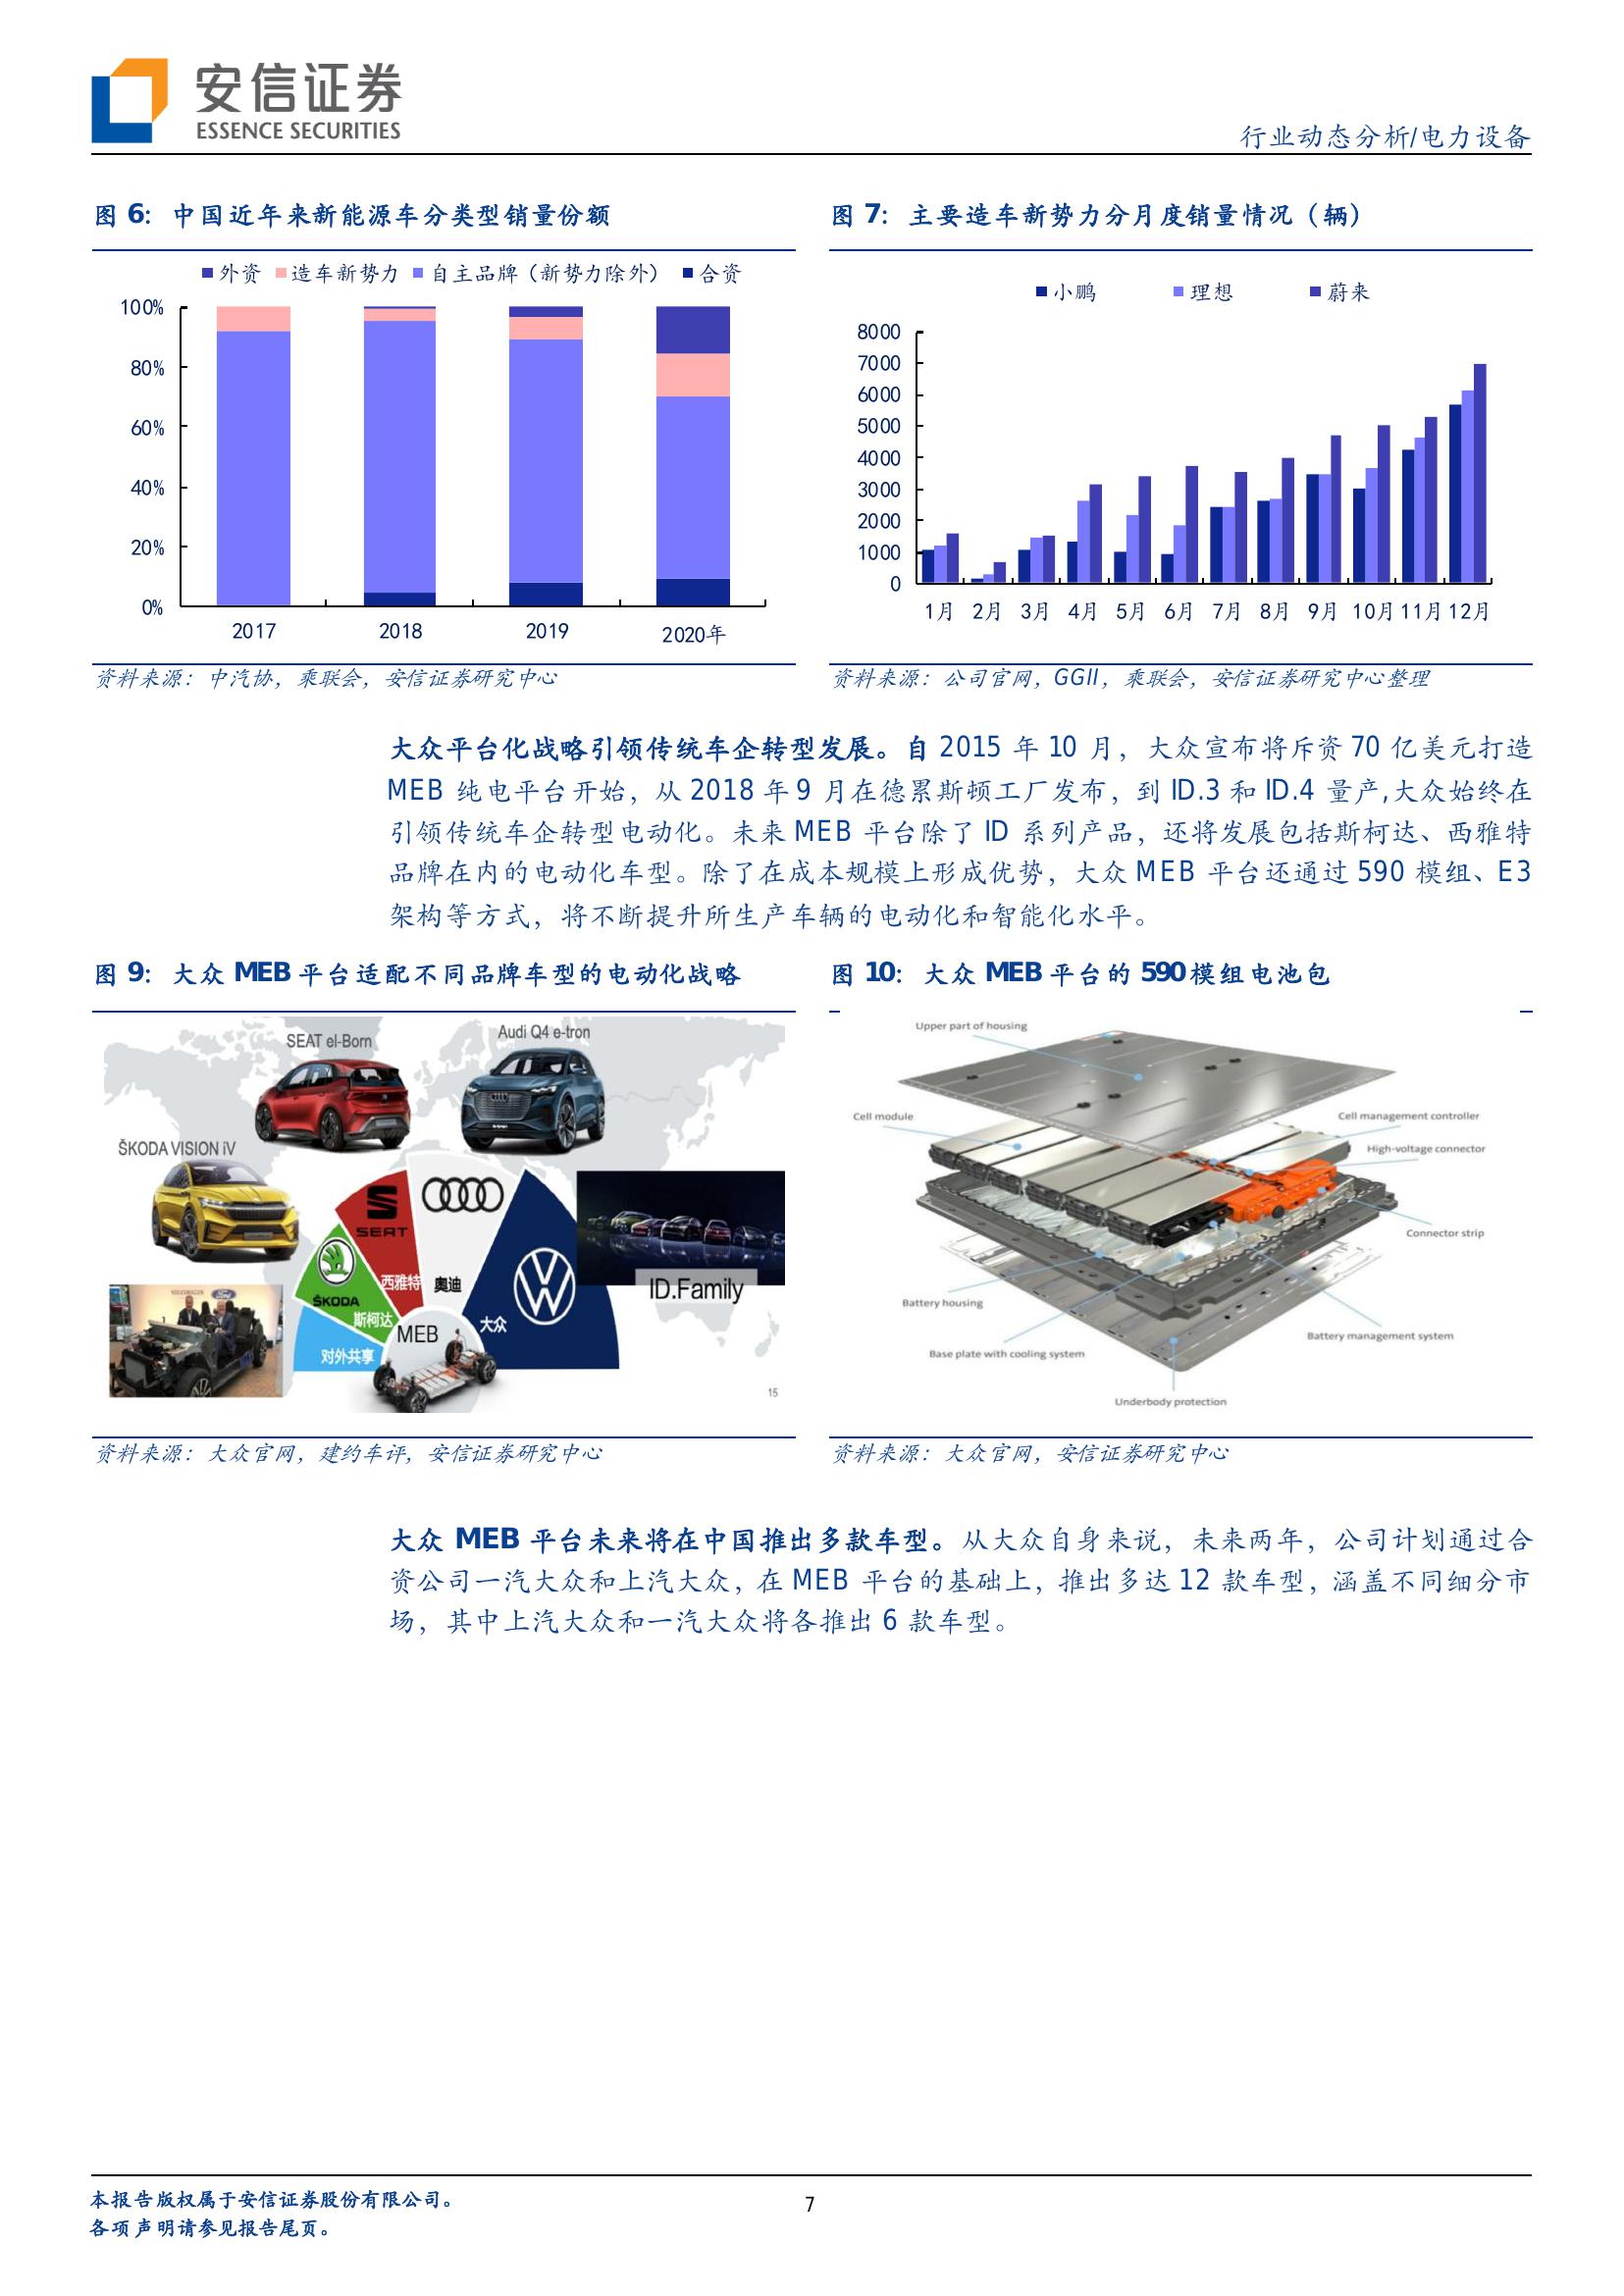 安信证券
ESSENCE SECURITIES
行业动态分析/电力设备
图 6：中国近年来新能源车分类型销量份额
外资 造车新势力 自主品牌（新势力除外） 合资
100%
80%
60%
40%
20%
0%
2017 2018 2019 2020年
资料来源：中汽协，乘联会，安信证券研究中心
图 7：主要造车新势力分月度销量情况（辆）
小鹏 理想 蔚来
8000
7000
6000
5000
4000
3000
2000
1000
0
1月 2月 3月 4月 5月 6月 7月 8月 9月 10月 11月 12月
资料来源：公司官网，GGII，乘联会，安信证券研究中心整理
大众平台化战略引领传统车企转型发展。自 2015 年 10 月，大众宣布将斥资 70 亿美元打造
MEB 纯电平台开始，从 2018 年 9 月在德累斯顿工厂发布，到 ID.3 和 ID.4 量产,大众始终在
引领传统车企转型电动化。未来 MEB 平台除了 ID 系列产品，还将发展包括斯柯达、西雅特
品牌在内的电动化车型。除了在成本规模上形成优势，大众 MEB 平台还通过 590 模组、E3
架构等方式，将不断提升所生产车辆的电动化和智能化水平。
图 9：大众 MEB 平台适配不同品牌车型的电动化战略
SEAT el-Born
Audi Q4 e-tron
ŠKODA VISION iV
SEAT
西雅特
奥迪
ŠKODA
斯柯达
MEB
大众
对外共享
ID.Family
15
资料来源：大众官网，建约车评，安信证券研究中心
图 10：大众 MEB 平台的 590 模组电池包
Upper part of housing
Cell module
Cell management controller
High-voltage connector
Connector strip
Battery housing
Battery management system
Base plate with cooling system
Underbody protection
资料来源：大众官网，安信证券研究中心
大众 MEB 平台未来将在中国推出多款车型。从大众自身来说，未来两年，公司计划通过合
资公司一汽大众和上汽大众，在 MEB 平台的基础上，推出多达 12 款车型，涵盖不同细分市
场，其中上汽大众和一汽大众将各推出 6 款车型。
本报告版权属于安信证券股份有限公司。
各项声明请参见报告尾页。
7